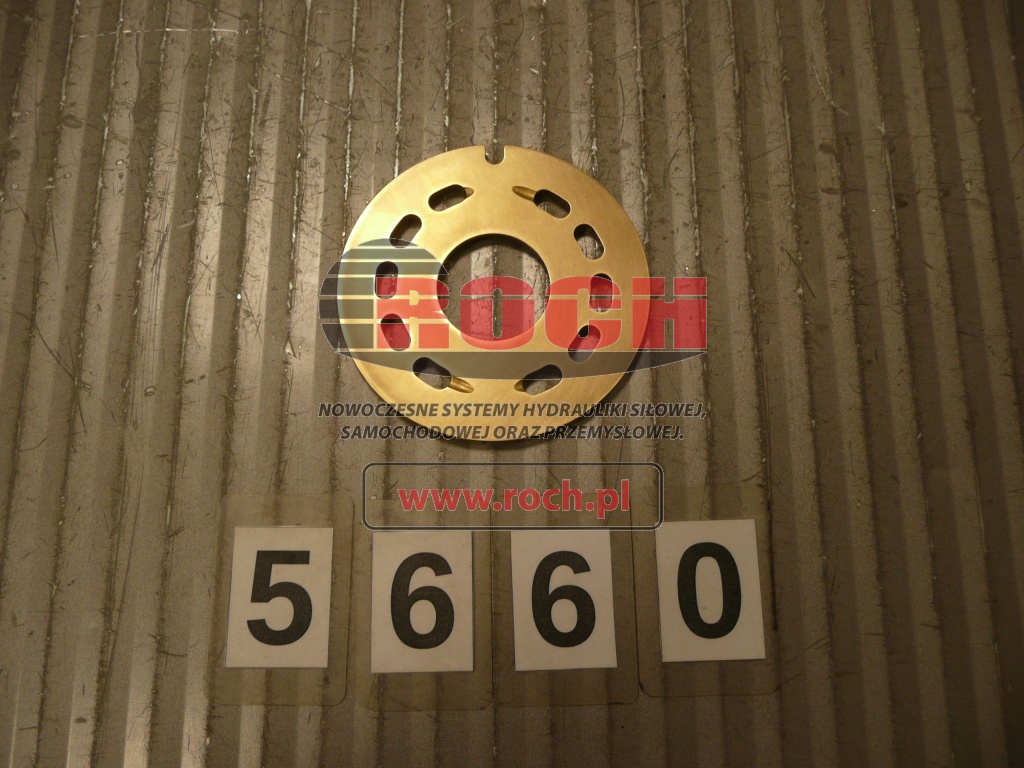 ROCH
NOWOCZESNE SYSTEMY HYDRAULIKI SIŁOWEJ,
SAMOCHODOWEJ ORAZ PRZEMYSŁOWEJ.
www.roch.pl
5660